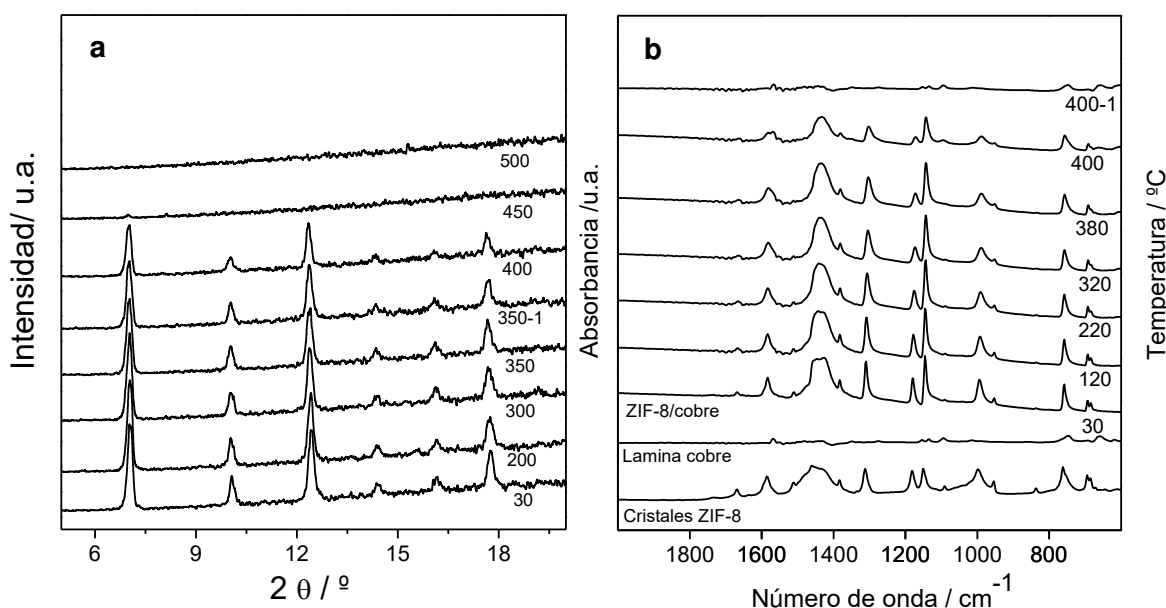 a
Intensidad/ u.a.
500
450
400
350-1
350
300
200
30
6 9 12 15 18
2 θ / º
b
Absorbancia /u.a.
Temperatura / ºC
400-1
400
380
320
220
120
ZIF-8/cobre
30
Lamina cobre
Cristales ZIF-8
1800 1600 1400 1200 1000 800
Número de onda / cm-1